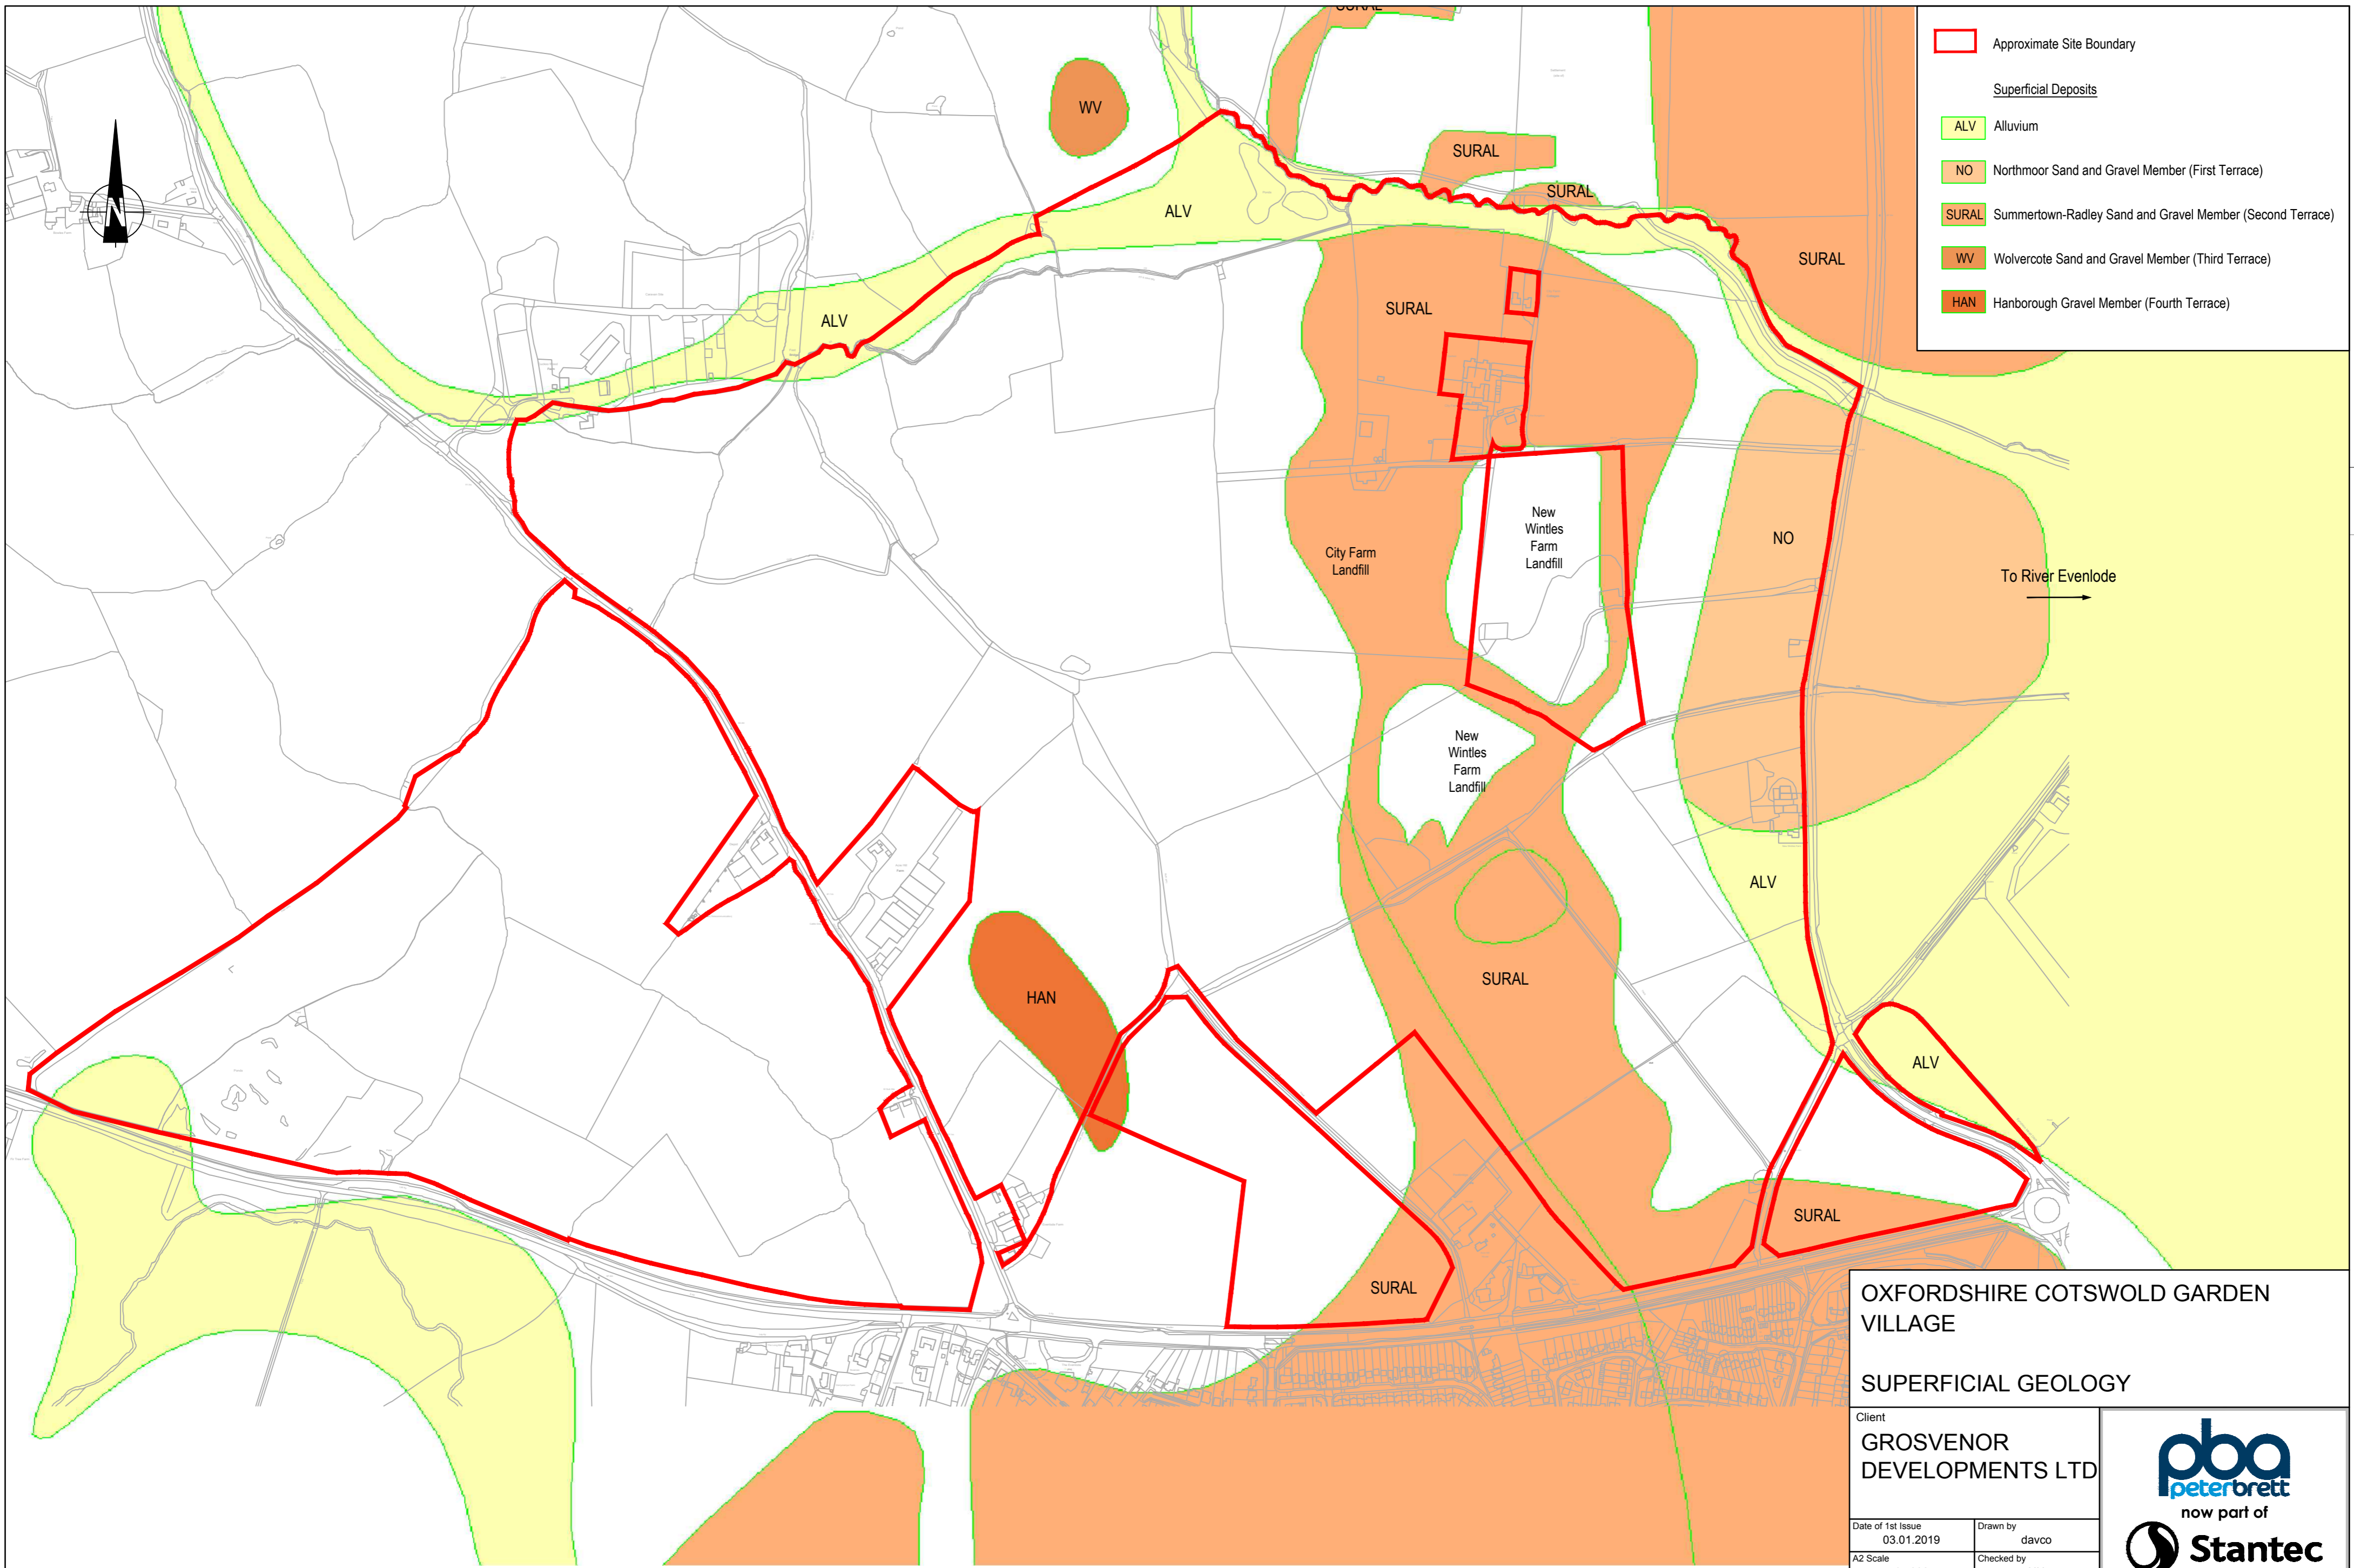 SURAL
WV
SURAL
SURAL
ALV
SURAL
SURAL
ALV
New
Wintles
Farm
Landfill
City Farm
Landfill
NO
To River Evenlode
New
Wintles
Farm
Landfill
ALV
SURAL
HAN
ALV
SURAL
SURAL
N
Approximate Site Boundary
Superficial Deposits
ALV Alluvium
NO Northmoor Sand and Gravel Member (First Terrace)
SURAL Summertown-Radley Sand and Gravel Member (Second Terrace)
WV Wolvercote Sand and Gravel Member (Third Terrace)
HAN Hanborough Gravel Member (Fourth Terrace)
OXFORDSHIRE COTSWOLD GARDEN
VILLAGE
SUPERFICIAL GEOLOGY
Client
GROSVENOR
DEVELOPMENTS LTD
Date of 1st Issue
03.01.2019
Drawn by
davco
A2 Scale
Checked by
pba
peterbrett
now part of
Stantec